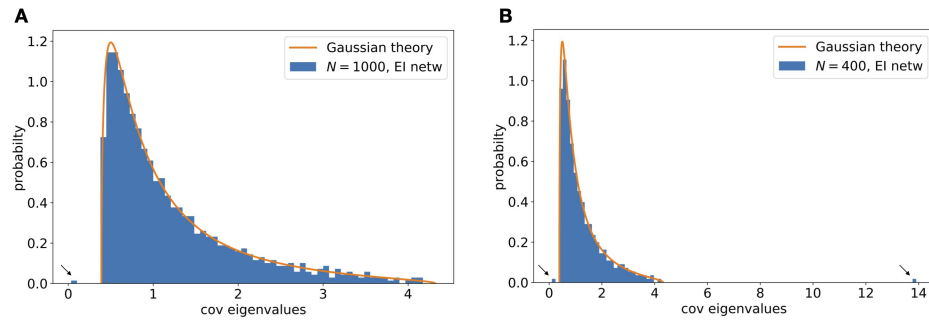 A
1.2
1.0
0.8
0.6
0.4
0.2
0.0
probabilty
0 1 2 3 4
cov eigenvalues
Gaussian theory
N = 1000, EI netw
B
1.2
1.0
0.8
0.6
0.4
0.2
0.0
probabilty
0 2 4 6 8 10 12 14
cov eigenvalues
Gaussian theory
N = 400, EI netw